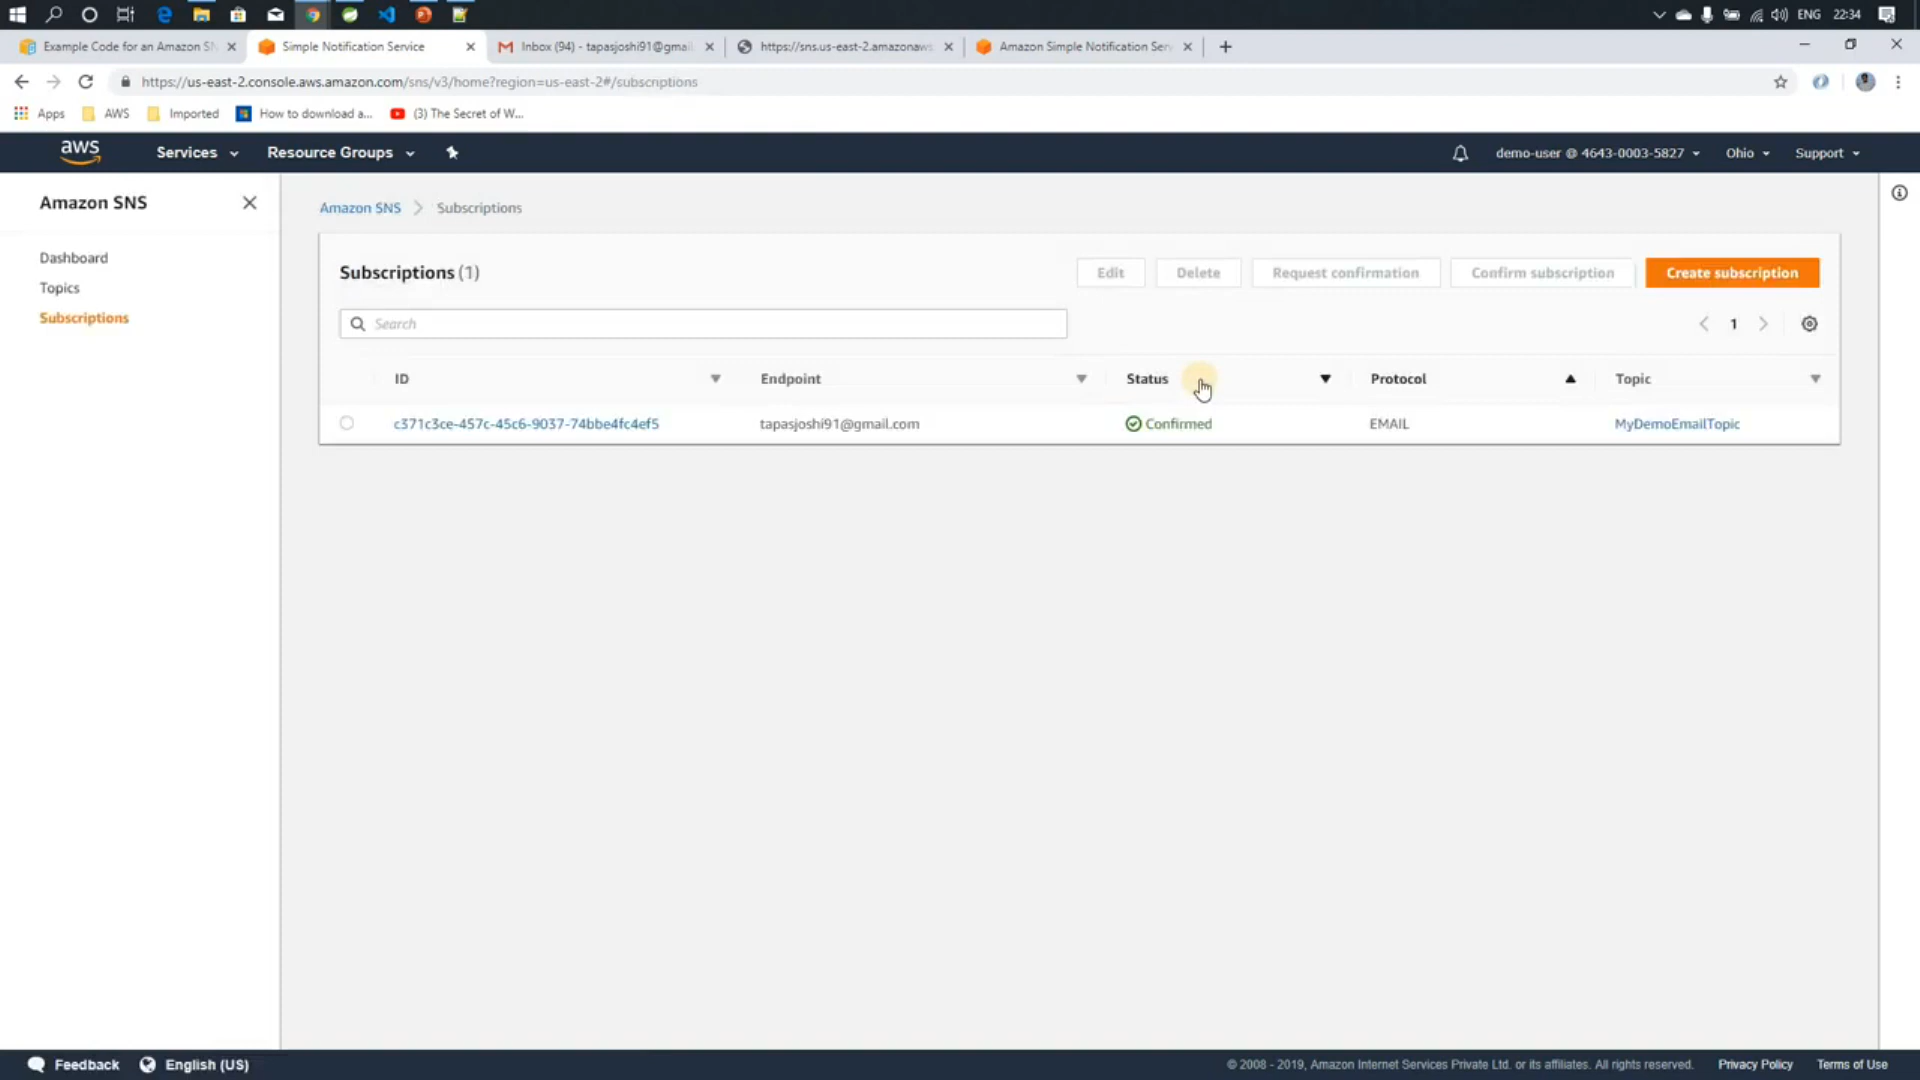 ENG 22:34
Example Code for an Amazon SN
Simple Notification Service
Inbox (94) - tapasjoshi91@gmail.
https://sns.us-east-2.amazonaws
Amazon Simple Notification Serv
https://us-east-2.console.aws.amazon.com/sns/v3/home?region=us-east-2#/subscriptions
Apps AWS Imported How to download a... (3) The Secret of W...
aws Services Resource Groups demo-user @ 4643-0003-5827 Ohio Support
Amazon SNS
Dashboard
Topics
Subscriptions
Amazon SNS Subscriptions
Subscriptions (1)
Edit Delete Request confirmation Confirm subscription Create subscription
Search
1
ID Endpoint Status Protocol Topic
c371c3ce-457c-45c6-9037-74bbe4fc4ef5 tapasjoshi91@gmail.com Confirmed EMAIL MyDemoEmailTopic
Feedback English (US) © 2008 - 2019, Amazon Internet Services Private Ltd. or its affiliates. All rights reserved. Privacy Policy Terms of Use